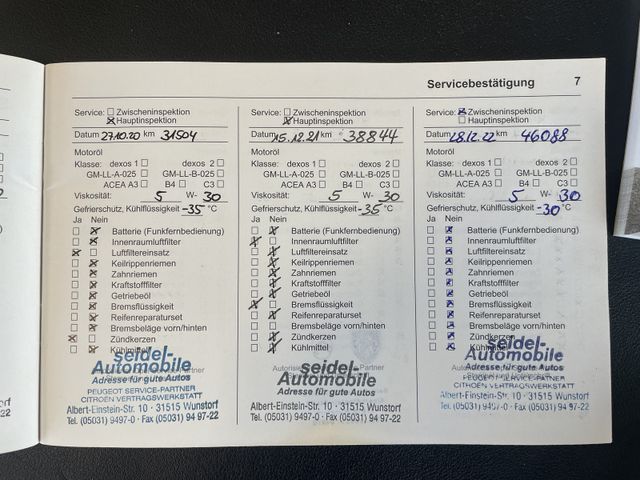 Servicebestätigung 7
Service: Zwischeninspektion
Hauptinspektion
Datum 27.10.20 km 31504
Motoröl
Klasse: dexos 1 dexos 2
GM-LL-A-025 GM-LL-B-025
ACEA A3 B4 C3
Viskosität: 5 W- 30
Gefrierschutz, Kühlflüssigkeit -35 °C
Ja Nein
Batterie (Funkfernbedienung)
Innenraumluftfilter
Luftfiltereinsatz
Keilrippenriemen
Zahnriemen
Kraftstofffilter
Getriebeöl
Bremsflüssigkeit
Reifenreparaturset
Bremsbeläge vorn/hinten
Zündkerzen
Kühlmittel
seidel-
Automobile
Adresse für gute Autos
PEUGEOT SERVICE-PARTNER
CITROËN VERTRAGSWERKSTATT
Albert-Einstein-Str. 10 · 31515 Wunstorf
Tel. (05031) 9497-0 · Fax (05031) 94 97-22
Service: Zwischeninspektion
Hauptinspektion
Datum 15.12.21 38844
Motoröl
Klasse: dexos 1 dexos 2
GM-LL-A-025 GM-LL-B-025
ACEA A3 B4 C3
Viskosität: 5 W- 30
Gefrierschutz, Kühlflüssigkeit -35 °C
Ja Nein
Batterie (Funkfernbedienung)
Innenraumluftfilter
Luftfiltereinsatz
Keilrippenriemen
Zahnriemen
Kraftstofffilter
Getriebeöl
Bremsflüssigkeit
Reifenreparaturset
Bremsbeläge vorn/hinten
Zündkerzen
Kühlmittel
seidel-
Automobile
Adresse für gute Autos
Albert-Einstein-Str. 10 · 31515 Wunstorf
Tel. (05031) 9497-0 · Fax (05031) 94 97-22
Service: Zwischeninspektion
Hauptinspektion
Datum 28.12.22 km 46088
Motoröl
Klasse: dexos 1 dexos 2
GM-LL-A-025 GM-LL-B-025
ACEA A3 B4 C3
Viskosität: 5 W- 30
Gefrierschutz, Kühlflüssigkeit -30 °C
Ja Nein
Batterie (Funkfernbedienung)
Innenraumluftfilter
Luftfiltereinsatz
Keilrippenriemen
Zahnriemen
Kraftstofffilter
Getriebeöl
Bremsflüssigkeit
Reifenreparaturset
Bremsbeläge vorn/hinten
Zündkerzen
seidel-
Automobile
Adresse für gute Autos
PEUGEOT SERVICE-PARTNER
CITROËN VERTRAGSWERKSTATT
Albert-Einstein-Str. 10 · 31515 Wunstorf
Tel. (05031) 9497-0 · Fax (05031) 94 97-22